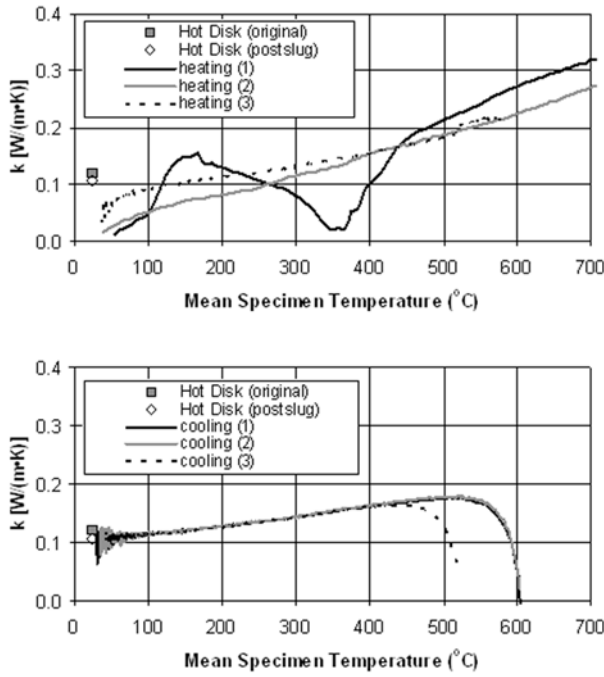 0.4
0.3
0.2
0.1
0.0
k [W/(m•K)]
Hot Disk (original)
Hot Disk (postslug)
heating (1)
heating (2)
heating (3)
0 100 200 300 400 500 600 700
Mean Specimen Temperature (°C)
0.4
0.3
0.2
0.1
0.0
k [W/(m•K)]
Hot Disk (original)
Hot Disk (postslug)
cooling (1)
cooling (2)
cooling (3)
0 100 200 300 400 500 600 700
Mean Specimen Temperature (°C)